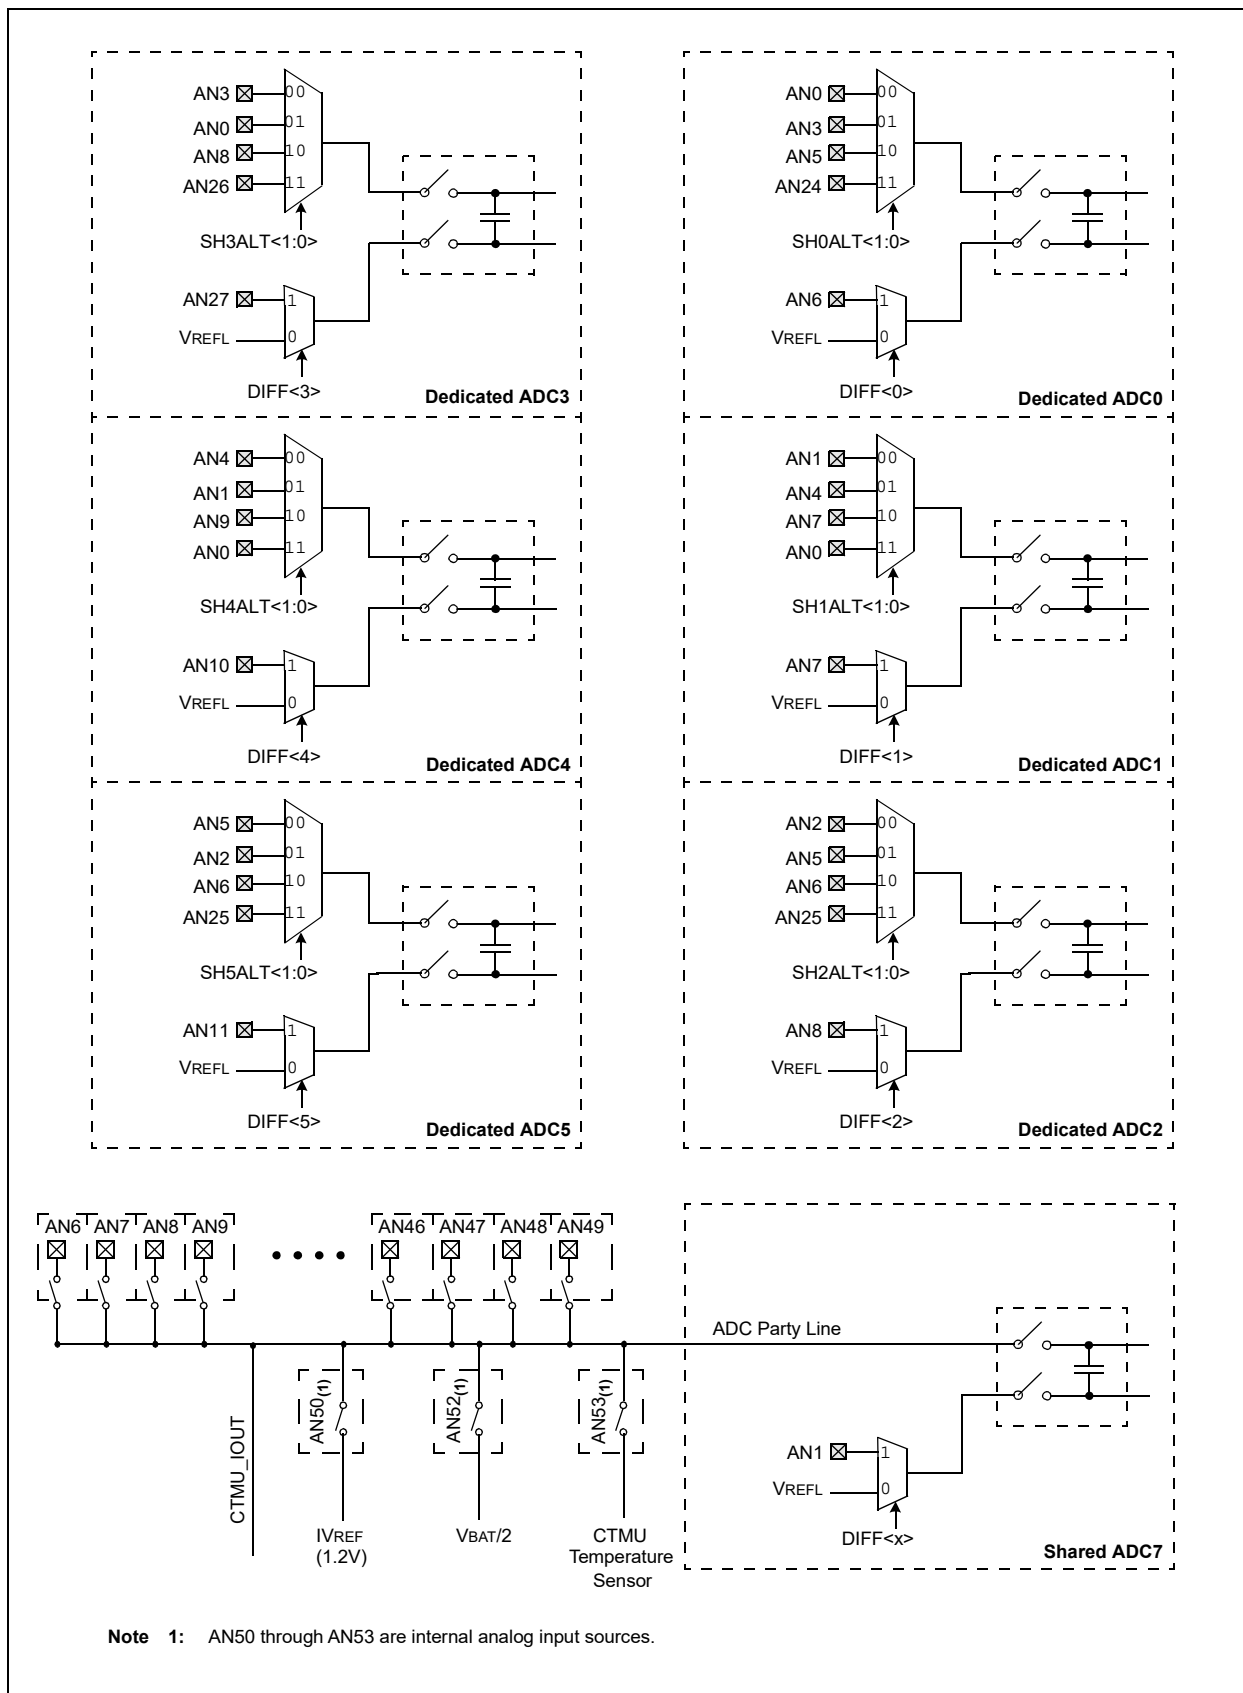 AN3 00
AN0 01
AN8 10
AN26 11
SH3ALT<1:0>
AN27 1
VREFL 0
DIFF<3>
Dedicated ADC3
AN0 00
AN3 01
AN5 10
AN24 11
SH0ALT<1:0>
AN6 1
VREFL 0
DIFF<0>
Dedicated ADC0
AN4 00
AN1 01
AN9 10
AN0 11
SH4ALT<1:0>
AN10 1
VREFL 0
DIFF<4>
Dedicated ADC4
AN1 00
AN4 01
AN7 10
AN0 11
SH1ALT<1:0>
AN7 1
VREFL 0
DIFF<1>
Dedicated ADC1
AN5 00
AN2 01
AN6 10
AN25 11
SH5ALT<1:0>
AN11 1
VREFL 0
DIFF<5>
Dedicated ADC5
AN2 00
AN5 01
AN6 10
AN25 11
SH2ALT<1:0>
AN8 1
VREFL 0
DIFF<2>
Dedicated ADC2
AN6 AN7 AN8 AN9 AN46 AN47 AN48 AN49
ADC Party Line
CTMU_IOUT
AN50(1)
AN52(1)
AN53(1)
IVREF
(1.2V)
VBAT/2
CTMU
Temperature
Sensor
AN1 1
VREFL 0
DIFF<x>
Shared ADC7
Note 1: AN50 through AN53 are internal analog input sources.